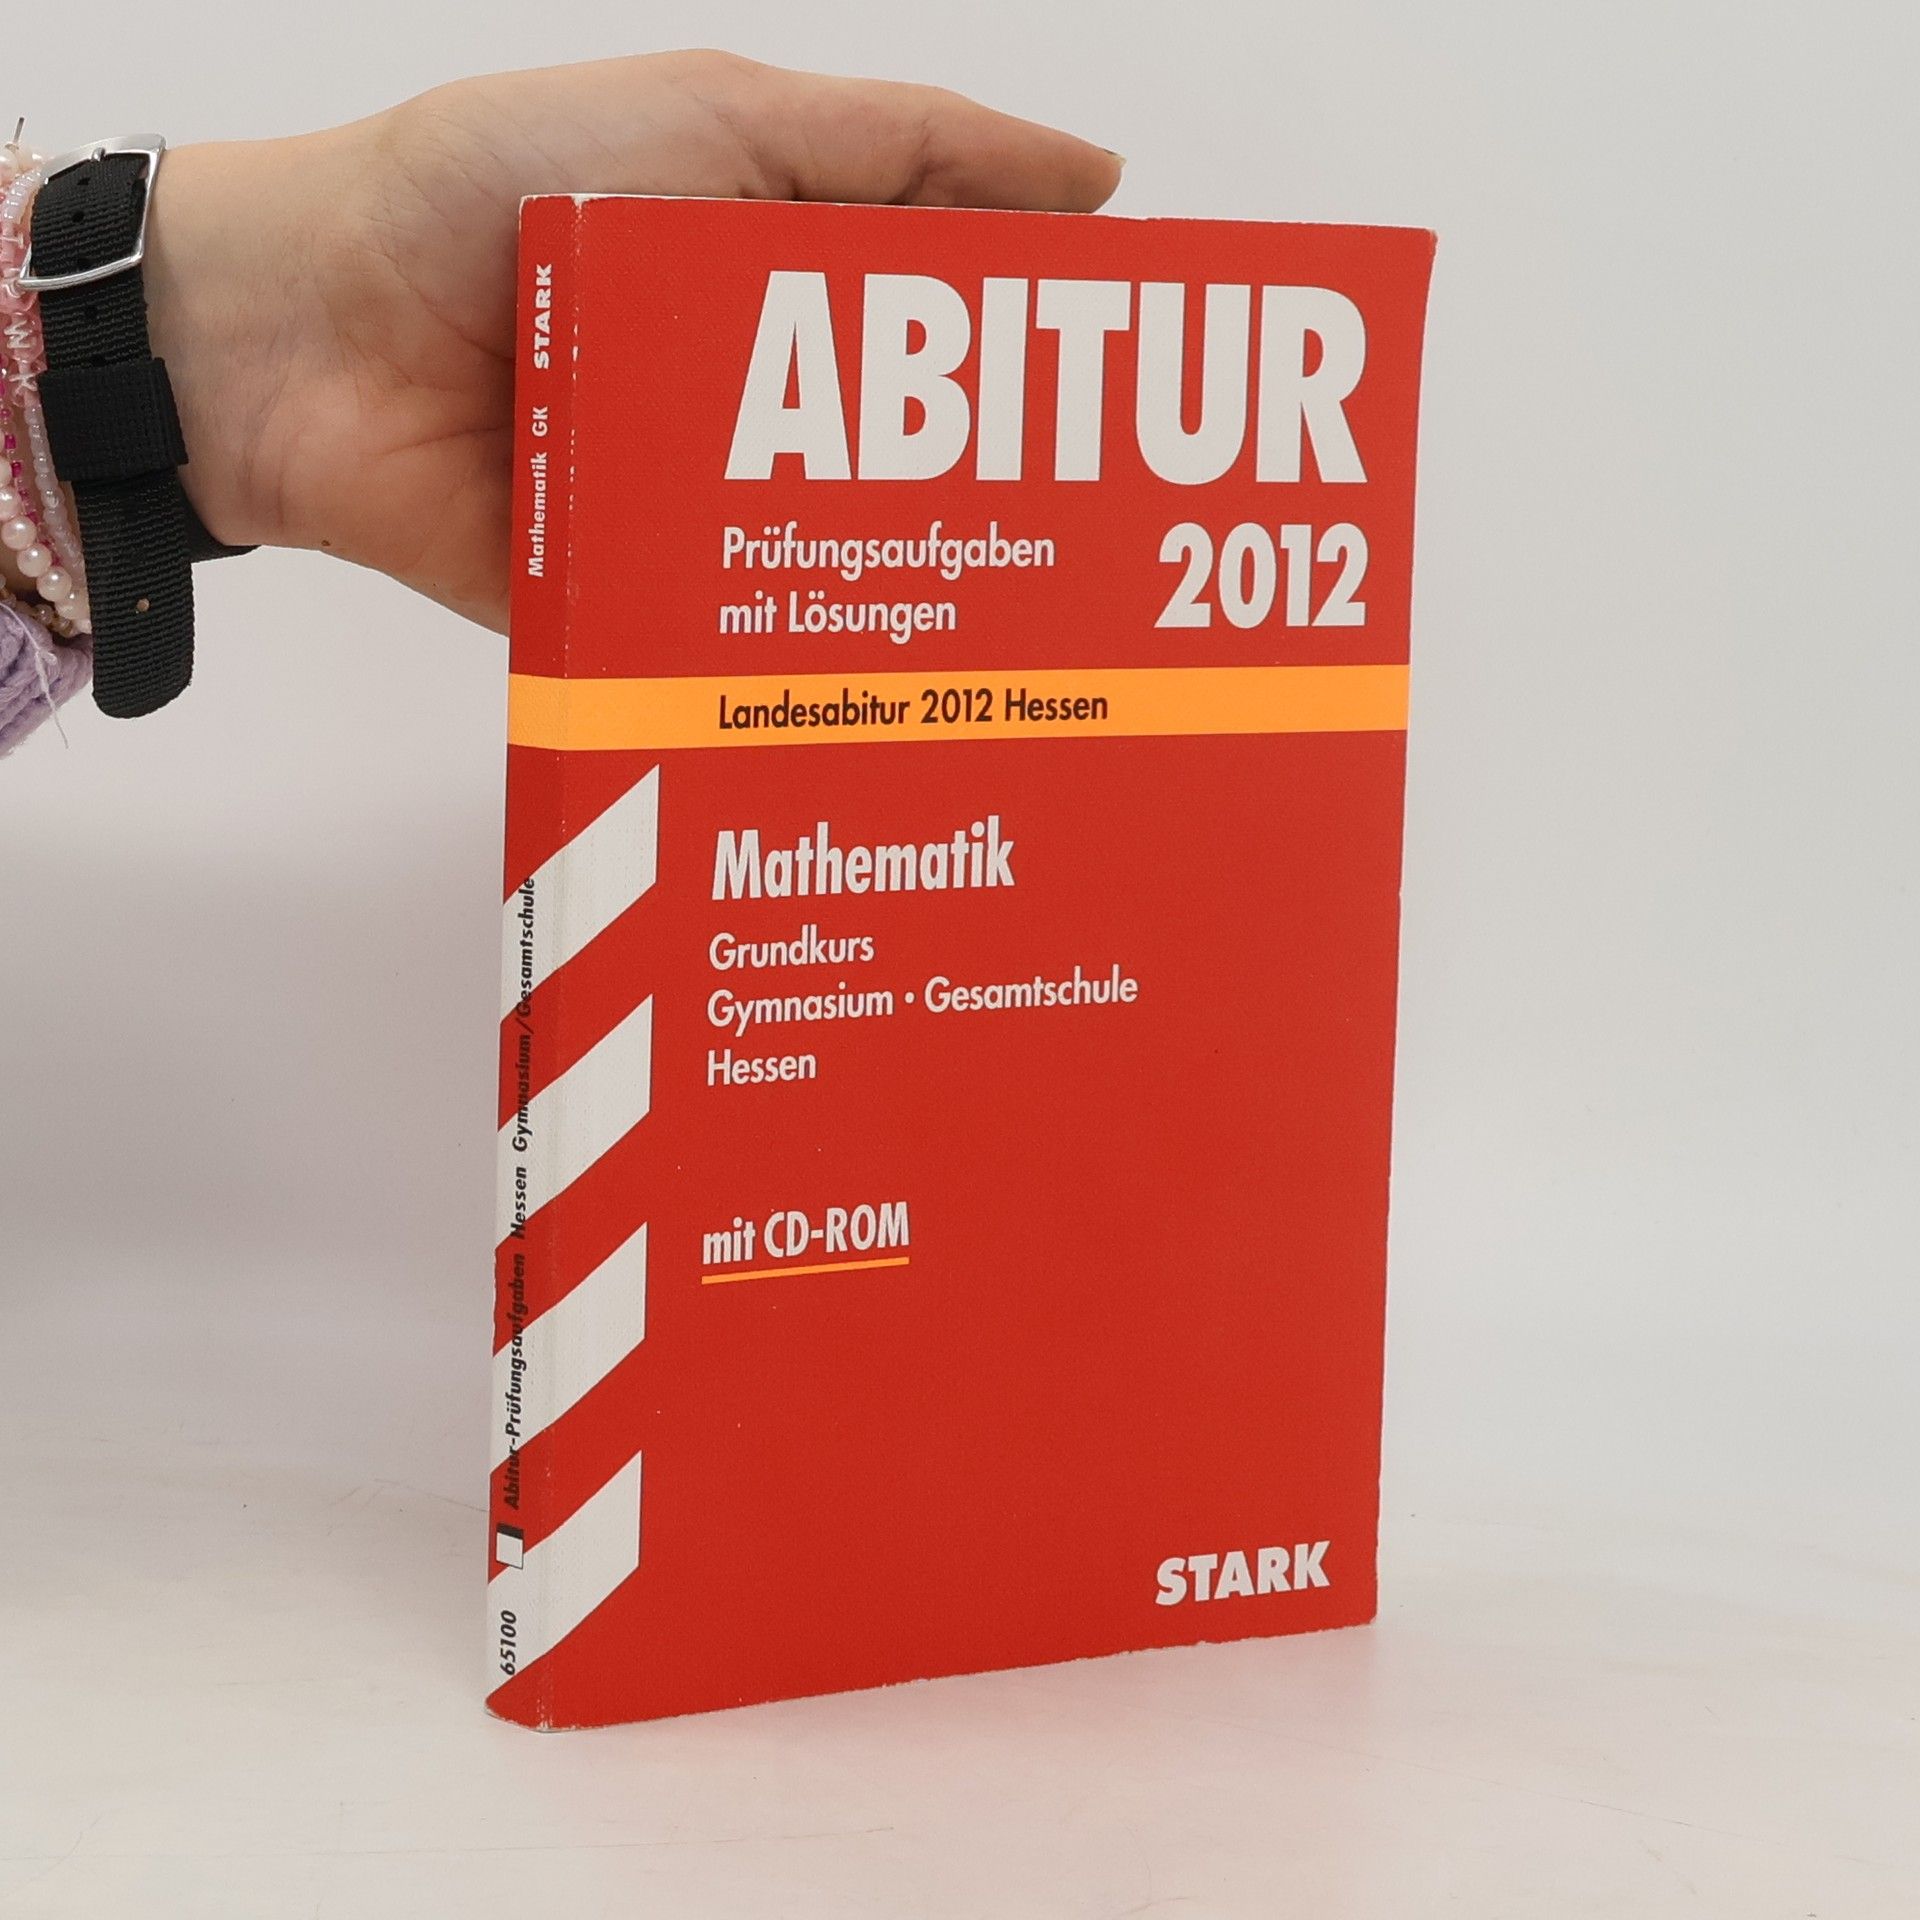 ABITUR
Prüfungsaufgaben
mit Lösungen
2012
Landesabitur 2012 Hessen
Mathematik
Grundkurs
Gymnasium • Gesamtschule
Hessen
mit CD-ROM
STARK
65100
Abitur-Prüfungsaufgaben Hessen Gymnasium/Gesamtschule
Mathematik GK STARK